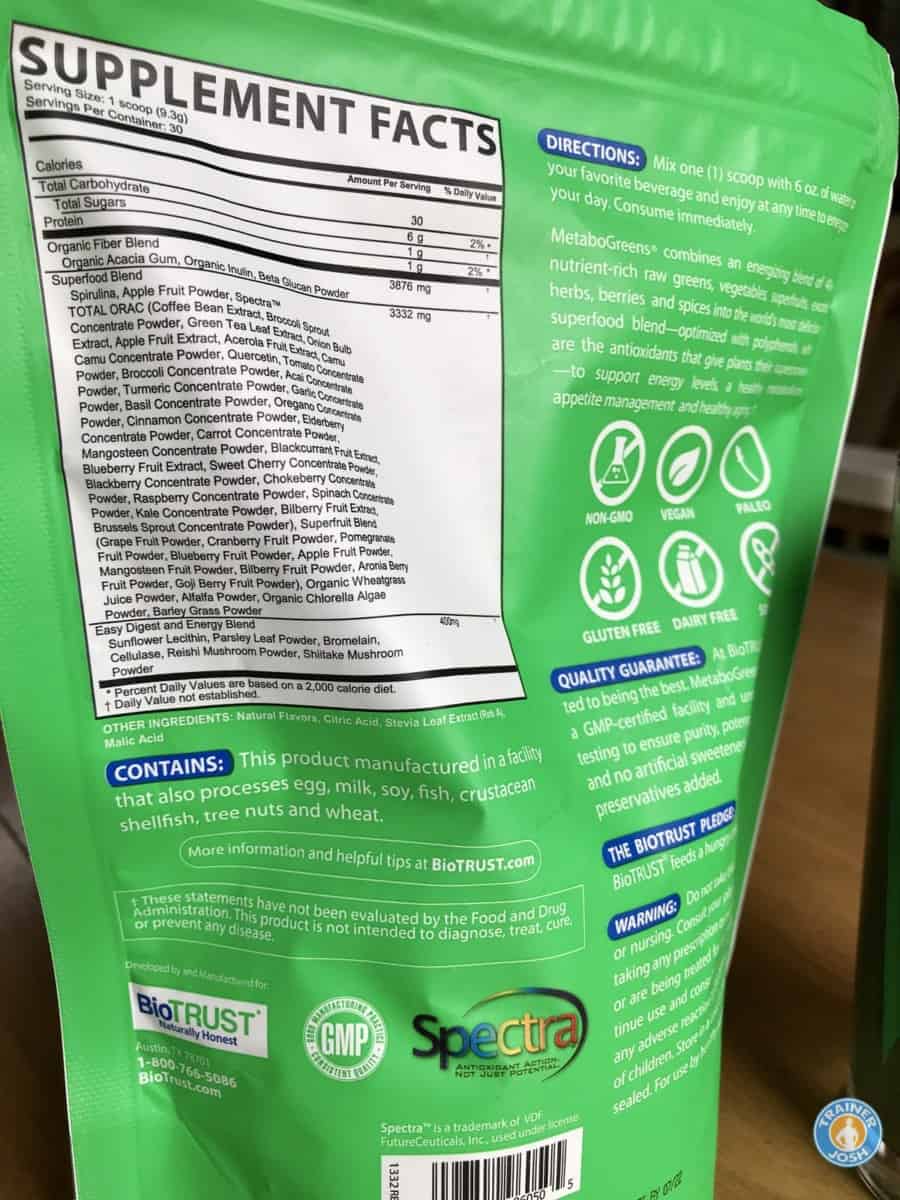 SUPPLEMENT FACTS
Serving Size: 1 scoop (9.3g)
Servings Per Container: 30
Amount Per Serving % Daily Value
Calories 30
Total Carbohydrate 6 g 2% *
Total Sugars 1 g †
Protein 1 g 2% *
Organic Fiber Blend 3876 mg †
Organic Acacia Gum, Organic Inulin, Beta Glucan Powder
Superfood Blend 3332 mg †
Spirulina, Apple Fruit Powder, Spectra™
TOTAL ORAC (Coffee Bean Extract, Broccoli Sprout
Concentrate Powder, Green Tea Leaf Extract, Onion Bulb
Extract, Apple Fruit Extract, Acerola Fruit Extract, Camu
Camu Concentrate Powder, Quercetin, Tomato Concentrate
Powder, Broccoli Concentrate Powder, Acai Concentrate
Powder, Turmeric Concentrate Powder, Garlic Concentrate
Powder, Basil Concentrate Powder, Oregano Concentrate
Powder, Cinnamon Concentrate Powder, Elderberry
Concentrate Powder, Carrot Concentrate Powder,
Mangosteen Concentrate Powder, Blackcurrant Fruit Extract,
Blueberry Fruit Extract, Sweet Cherry Concentrate Powder,
Blackberry Concentrate Powder, Chokeberry Concentrate
Powder, Raspberry Concentrate Powder, Spinach Concentrate
Powder, Kale Concentrate Powder, Bilberry Fruit Extract,
Brussels Sprout Concentrate Powder), Superfruit Blend
(Grape Fruit Powder, Cranberry Fruit Powder, Pomegranate
Fruit Powder, Blueberry Fruit Powder, Apple Fruit Powder,
Mangosteen Fruit Powder, Bilberry Fruit Powder, Aronia Berry
Fruit Powder, Goji Berry Fruit Powder), Organic Wheatgrass
Juice Powder, Alfalfa Powder, Organic Chlorella Algae
Powder, Barley Grass Powder
Easy Digest and Energy Blend 400mg †
Sunflower Lecithin, Parsley Leaf Powder, Bromelain,
Cellulase, Reishi Mushroom Powder, Shiitake Mushroom
Powder
* Percent Daily Values are based on a 2,000 calorie diet.
† Daily Value not established.
OTHER INGREDIENTS: Natural Flavors, Citric Acid, Stevia Leaf Extract (Reb A),
Malic Acid
CONTAINS: This product manufactured in a facility
that also processes egg, milk, soy, fish, crustacean
shellfish, tree nuts and wheat.
More information and helpful tips at BioTRUST.com
† These statements have not been evaluated by the Food and Drug
Administration. This product is not intended to diagnose, treat, cure,
or prevent any disease.
Developed by and Manufactured for:
BioTRUST
Naturally Honest
Austin, TX 78701
1-800-766-5086
BioTrust.com
GOOD MANUFACTURING PRACTICE
GMP
CONSISTENT QUALITY
Spectra
ANTIOXIDANT ACTION.
NOT JUST POTENTIAL.
Spectra™ is a trademark of VDF
FutureCeuticals, Inc., used under license
DIRECTIONS: Mix one (1) scoop with 6 oz. of water
your favorite beverage and enjoy at any time to
your day. Consume immediately.
MetaboGreens® combines an energizing blend of
nutrient-rich raw greens, vegetables, superfruits,
herbs, berries and spices into the world's most
superfood blend—optimized with polyphenols,
are the antioxidants that give plants their
—to support energy levels, a healthy
appetite management and healthy
NON-GMO
VEGAN
PALEO
GLUTEN FREE
DAIRY FREE
QUALITY GUARANTEE: At
ted to being the best.
a GMP-certified facility and
testing to ensure purity,
and no artificial
preservatives added.
THE BIOTRUST PLEDGE:
BioTRUST® feeds a hungry
WARNING: Do not
or nursing. Consult your
taking any prescription
or are being treated
tinue use and
any adverse
of children. Store in
sealed. For use by
TRAINER
JOSH